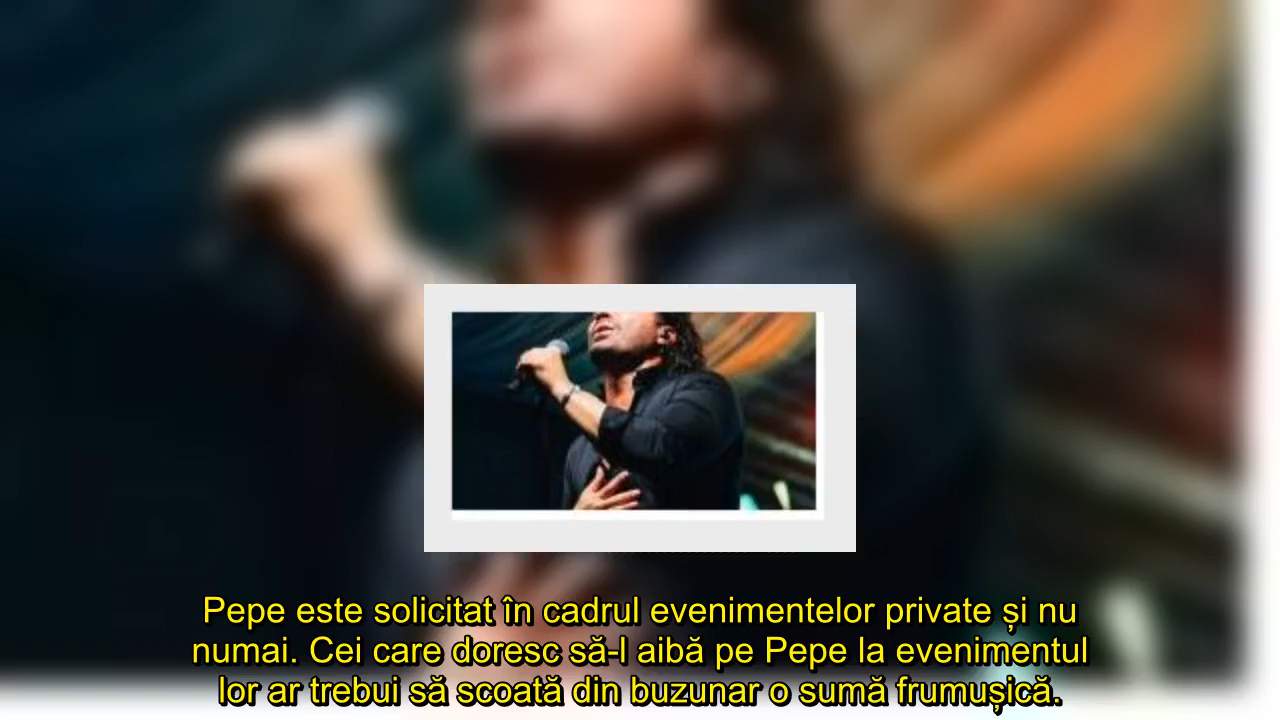 Pepe este solicitat în cadrul evenimentelor private și nu
numai. Cei care doresc să-l aibă pe Pepe la evenimentul
lor ar trebui să scoată din buzunar o sumă frumușică.